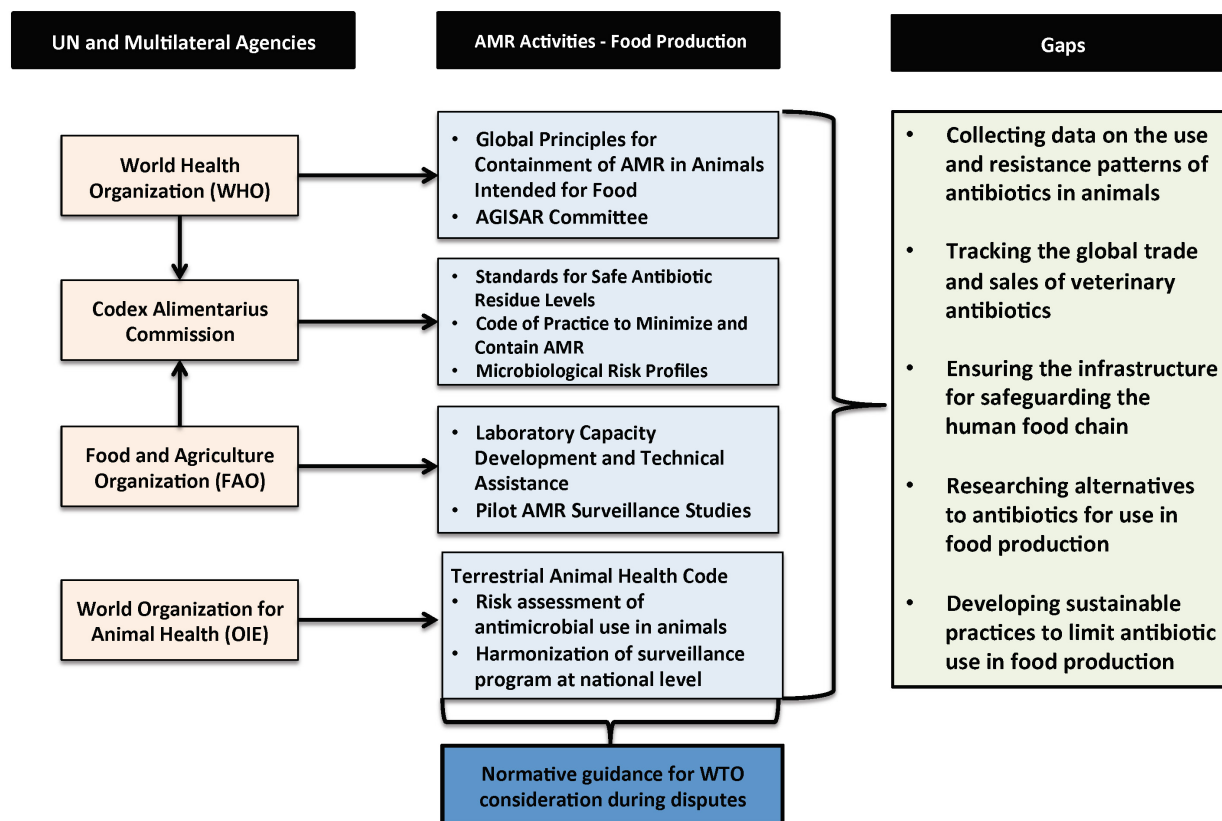 UN and Multilateral Agencies
AMR Activities - Food Production
Gaps
World Health
Organization (WHO)
Codex Alimentarius
Commission
Food and Agriculture
Organization (FAO)
World Organization for
Animal Health (OIE)
• Global Principles for
Containment of AMR in Animals
Intended for Food
• AGISAR Committee
• Standards for Safe Antibiotic
Residue Levels
• Code of Practice to Minimize and
Contain AMR
• Microbiological Risk Profiles
• Laboratory Capacity
Development and Technical
Assistance
• Pilot AMR Surveillance Studies
Terrestrial Animal Health Code
• Risk assessment of
antimicrobial use in animals
• Harmonization of surveillance
program at national level
Normative guidance for WTO
consideration during disputes
• Collecting data on the use
and resistance patterns of
antibiotics in animals
• Tracking the global trade
and sales of veterinary
antibiotics
• Ensuring the infrastructure
for safeguarding the
human food chain
• Researching alternatives
to antibiotics for use in
food production
• Developing sustainable
practices to limit antibiotic
use in food production